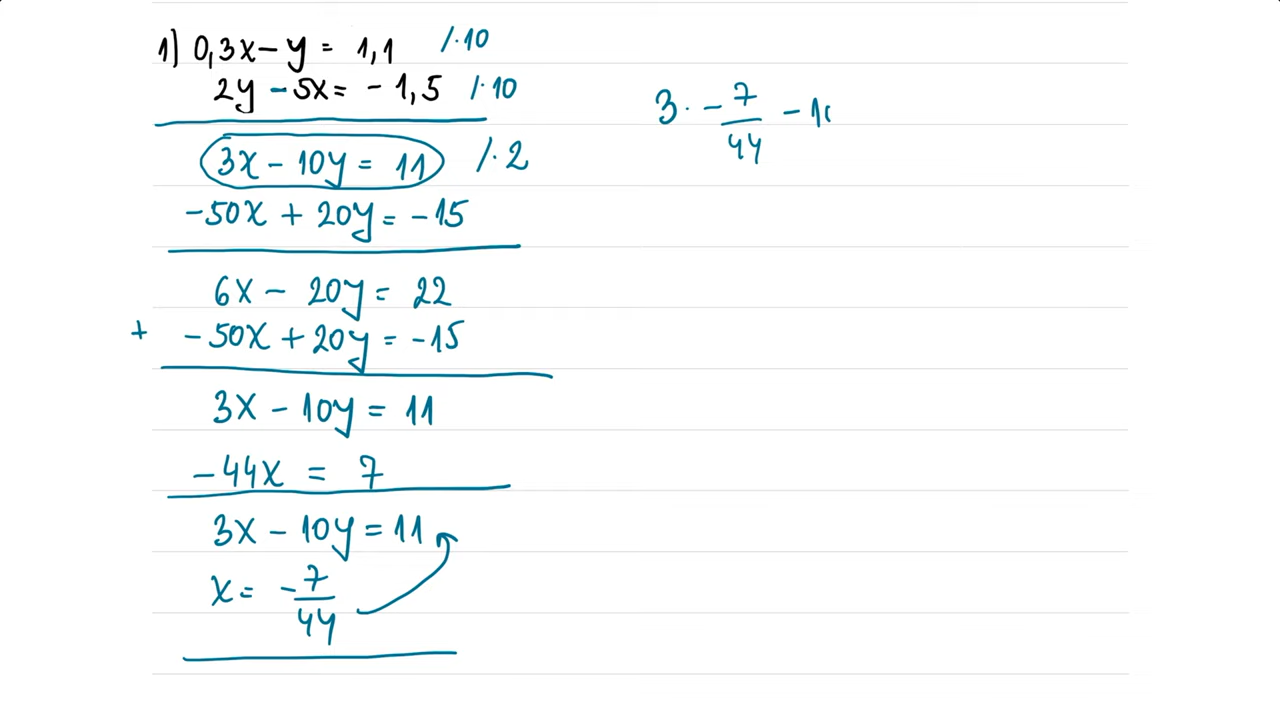 1) 0,3x - y = 1,1 /·10
2y - 5x = - 1,5 /·10
3x - 10y = 11 /·2
-50x + 20y = -15
6x - 20y = 22
+ - 50x + 20y = -15
3x - 10y = 11
-44x = 7
3x - 10y = 11
x = - 7/44
3 · - 7/44 - 1